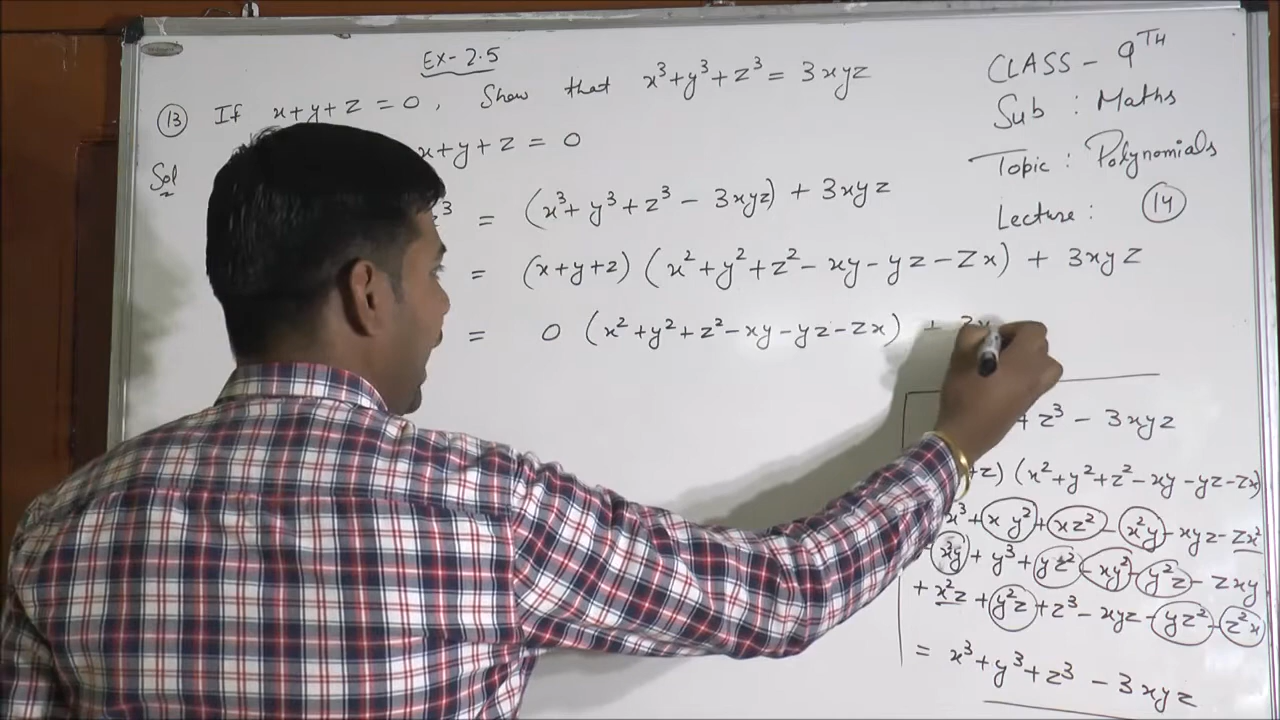 Ex- 2.5
(13) If x+y+z = 0, Show that x³+y³+z³ = 3xyz
Sol
x+y+z = 0
z³ = (x³+y³+z³ - 3xyz) + 3xyz
= (x+y+z) (x²+y²+z²-xy-yz-zx) + 3xyz
= 0 (x²+y²+z²-xy-yz-zx) + 3x
CLASS - 9TH
Sub : Maths
Topic : Polynomials
Lecture : (14)
+ z³ - 3xyz
+z) (x²+y²+z²-xy-yz-zx)
x³+xy²+xz²-x²y-xyz-zx²
x²y+y³+yz²-xy²-y²z-zxy
+x²z+y²z+z³-xyz-yz²-z²x
= x³+y³+z³-3xyz